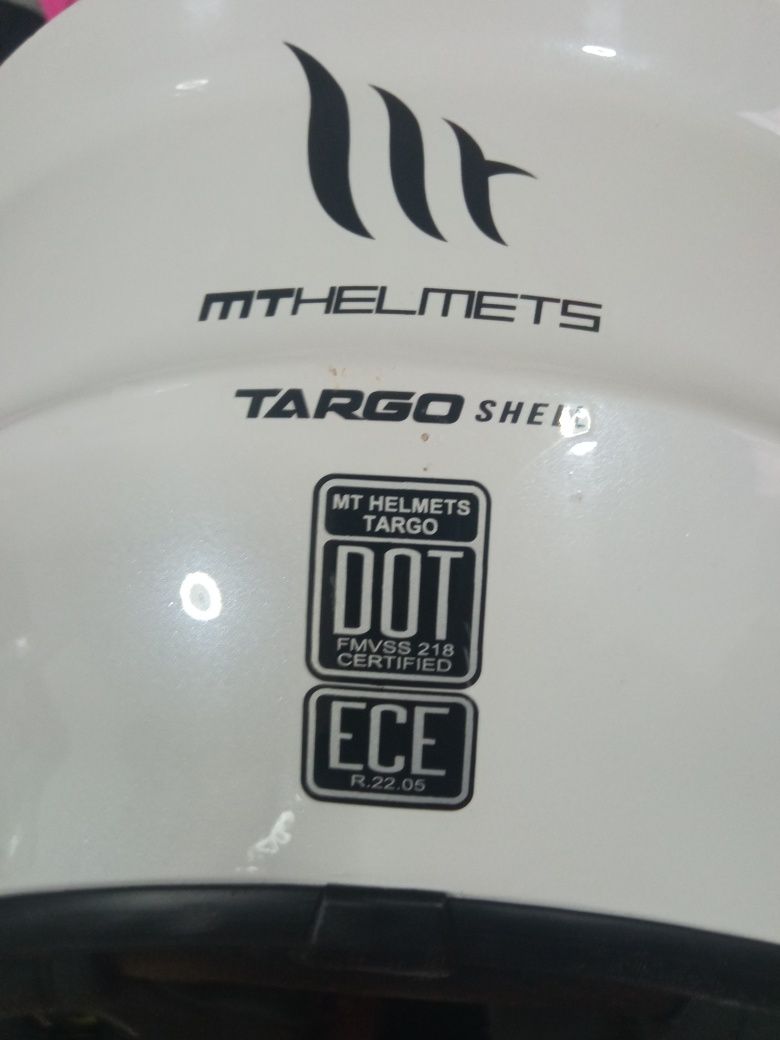 MTHELMETS
TARGO SHELL
MT HELMETS
TARGO
DOT
FMVSS 218
CERTIFIED
ECE
R.22.05